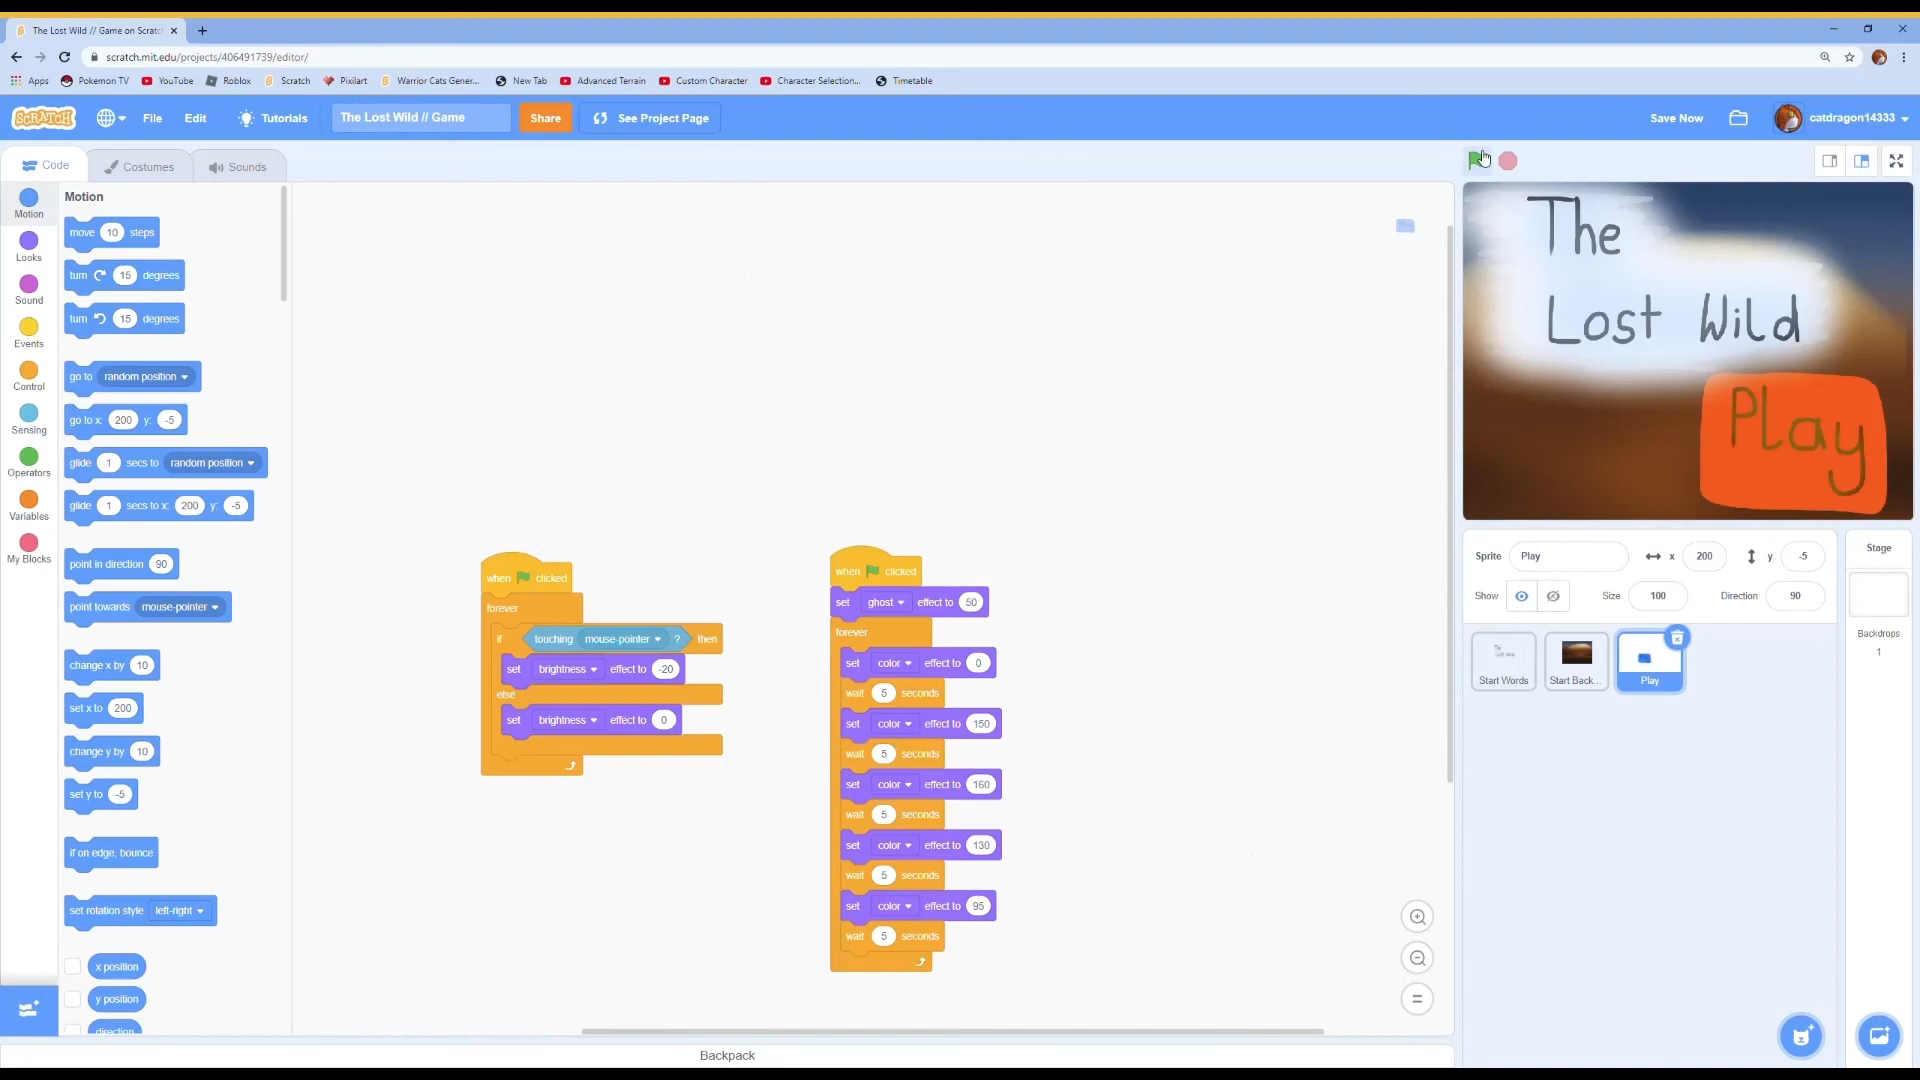 The Lost Wild // Game on Scratc
scratch.mit.edu/projects/406491739/editor/
Apps Pokemon TV YouTube Roblox Scratch Pixilart Warrior Cats Gener... New Tab Advanced Terrain Custom Character Character Selection... Timetable
SCRATCH File Edit Tutorials The Lost Wild // Game Share See Project Page Save Now catdragon14333
Code Costumes Sounds
Motion
Looks
Sound
Events
Control
Sensing
Operators
Variables
My Blocks
Motion
move 10 steps
turn 15 degrees
turn 15 degrees
go to random position
go to x: 200 y: -5
glide 1 secs to random position
glide 1 secs to x: 200 y: -5
point in direction 90
point towards mouse-pointer
change x by 10
set x to 200
change y by 10
set y to -5
if on edge, bounce
set rotation style left-right
x position
y position
direction
when clicked
forever
if touching mouse-pointer ? then
set brightness effect to -20
else
set brightness effect to 0
when clicked
set ghost effect to 50
forever
set color effect to 0
wait 5 seconds
set color effect to 150
wait 5 seconds
set color effect to 160
wait 5 seconds
set color effect to 130
wait 5 seconds
set color effect to 95
wait 5 seconds
The
Lost Wild
Play
Sprite Play x 200 y -5
Show Size 100 Direction 90
Start Words Start Back... Play
Stage
Backdrops
1
Backpack